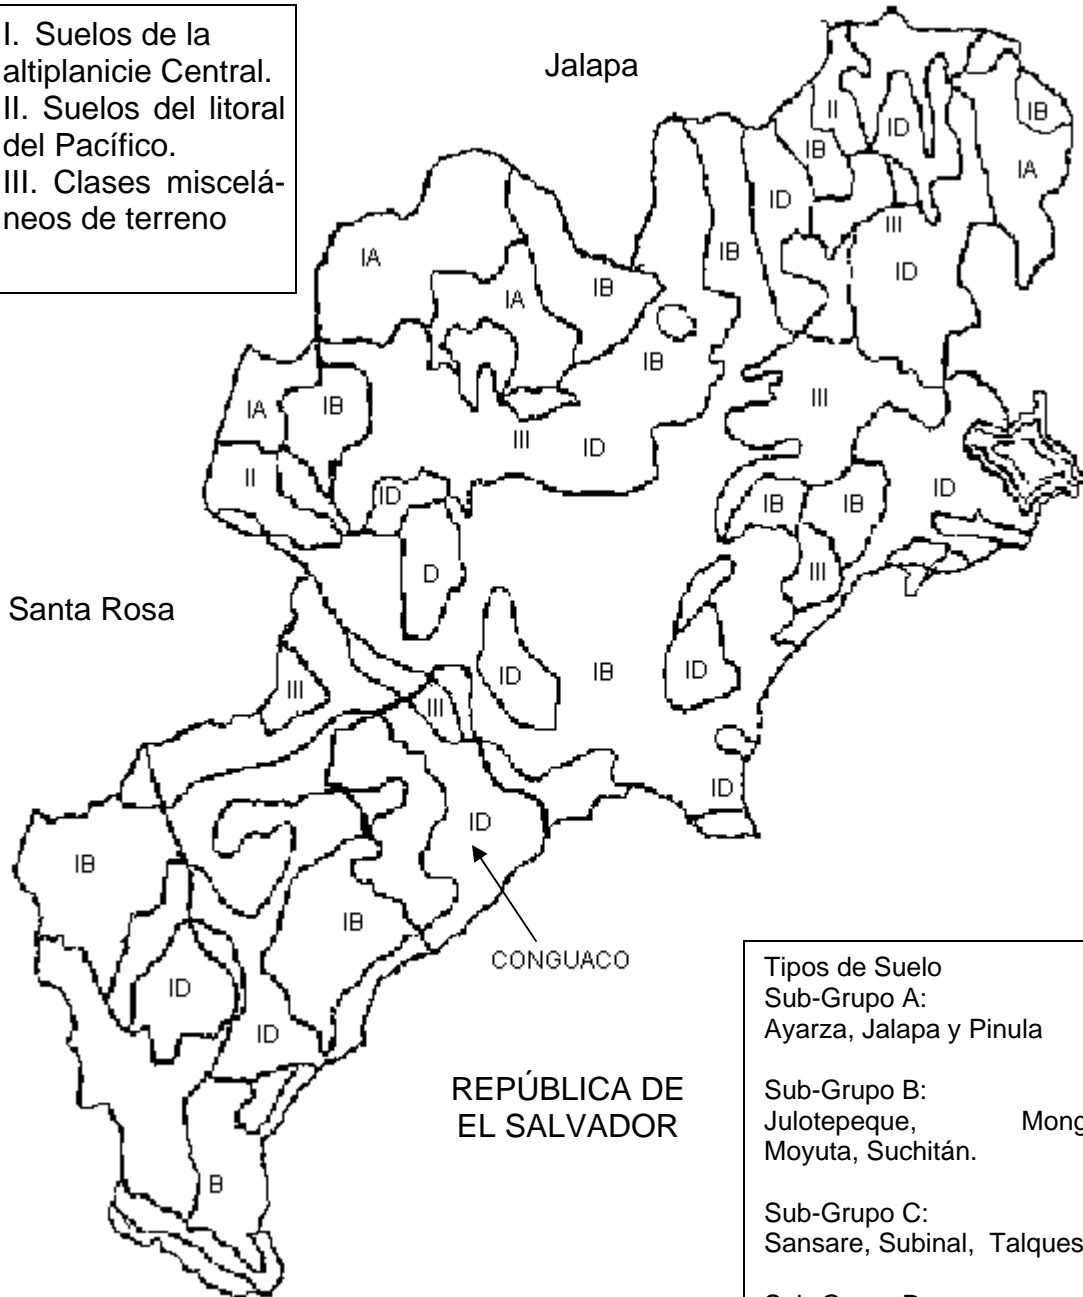 I. Suelos de la
altiplanicie Central.
II. Suelos del litoral
del Pacífico.
III. Clases miscelá-
neos de terreno
Jalapa
II
IB
ID
IB
IA
IB
ID
III
ID
IA
IA
IB
IB
IA
IB
III
ID
III
II
ID
IB
IB
ID
D
III
Santa Rosa
III
ID
IB
ID
III
ID
IB
ID
IB
CONGUACO
ID
ID
REPÚBLICA DE
EL SALVADOR
B
Tipos de Suelo
Sub-Grupo A:
Ayarza, Jalapa y Pinula
Sub-Grupo B:
Julotepeque, Mong
Moyuta, Suchitán.
Sub-Grupo C:
Sansare, Subinal, Talques